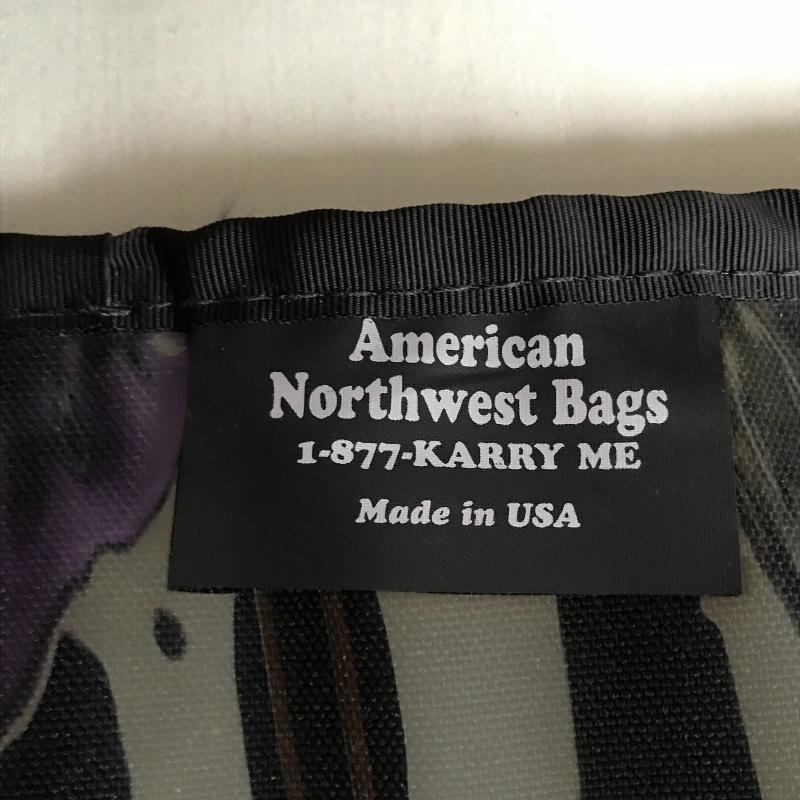 American
Northwest Bags
1-877-KARRY ME
Made in USA